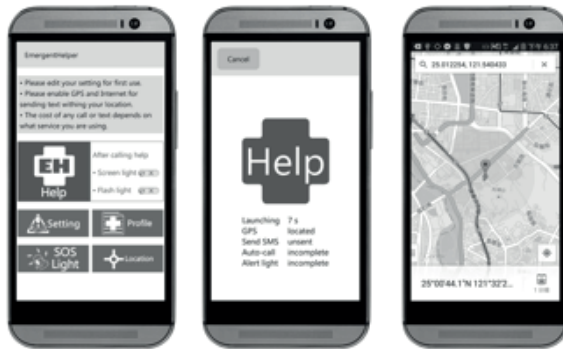 EmergentHelper
• Please edit your setting for first use.
• Please enable GPS and Internet for
sending text withing your location.
• The cost of any call or text depends on
what service you are using.
EH
Help
After calling help
• Screen light
• Flash light
Setting
Profile
SOS
Light
Location
Cancel
Help
Launching 7 s
GPS located
Send SMS unsent
Auto-call incomplete
Alert light incomplete
6:37
25.012254, 121.540433
25°00'44.1"N 121°32'2...